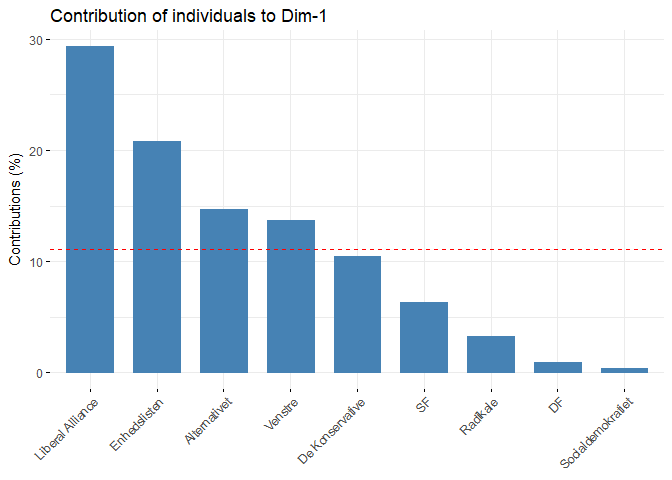 Contribution of individuals to Dim-1
Contributions (%)
30
20
10
0
Liberal Alliance
Enhedslisten
Alternativet
Venstre
De Konservative
SF
Radikale
DF
Socialdemokratiet